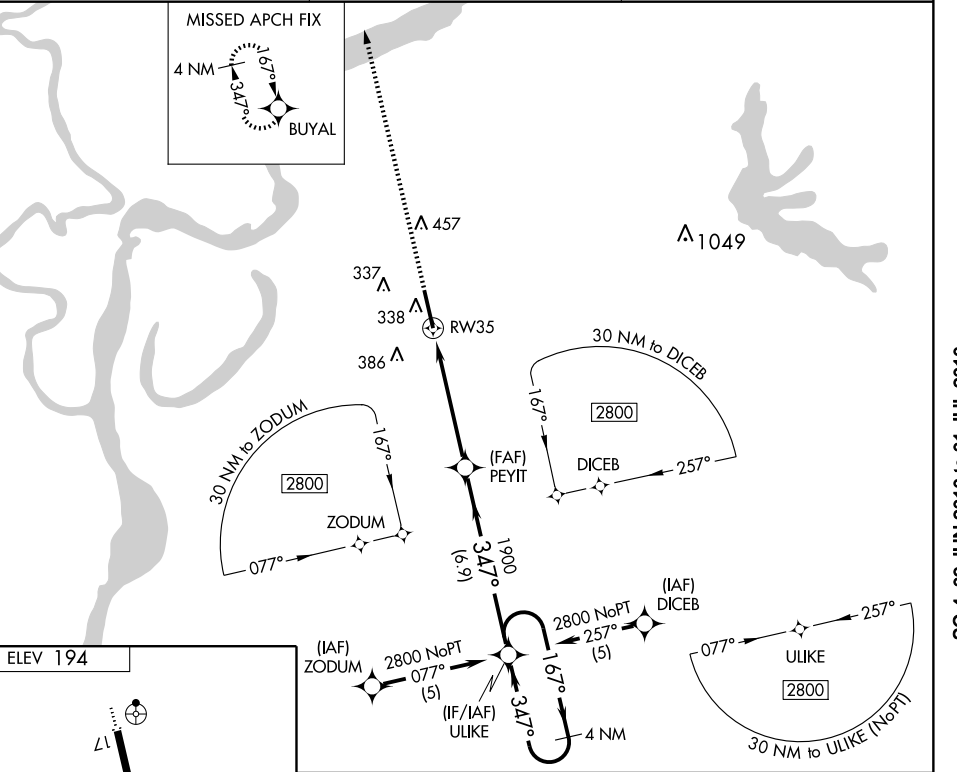 MISSED APCH FIX
4 NM
167°
347°
BUYAL
457
1049
337
338
RW35
386
30 NM to DICEB
167°
2800
DICEB
257°
30 NM to ZODUM
167°
2800
ZODUM
077°
(FAF)
PEYIT
1900
347°
(6.9)
(IAF)
DICEB
2800 NoPT
257°
(5)
(IAF)
ZODUM
2800 NoPT
077°
(5)
(IF/IAF)
ULIKE
167°
347°
4 NM
077°
257°
ULIKE
2800
30 NM to ULIKE (NoPT)
ELEV 194
17